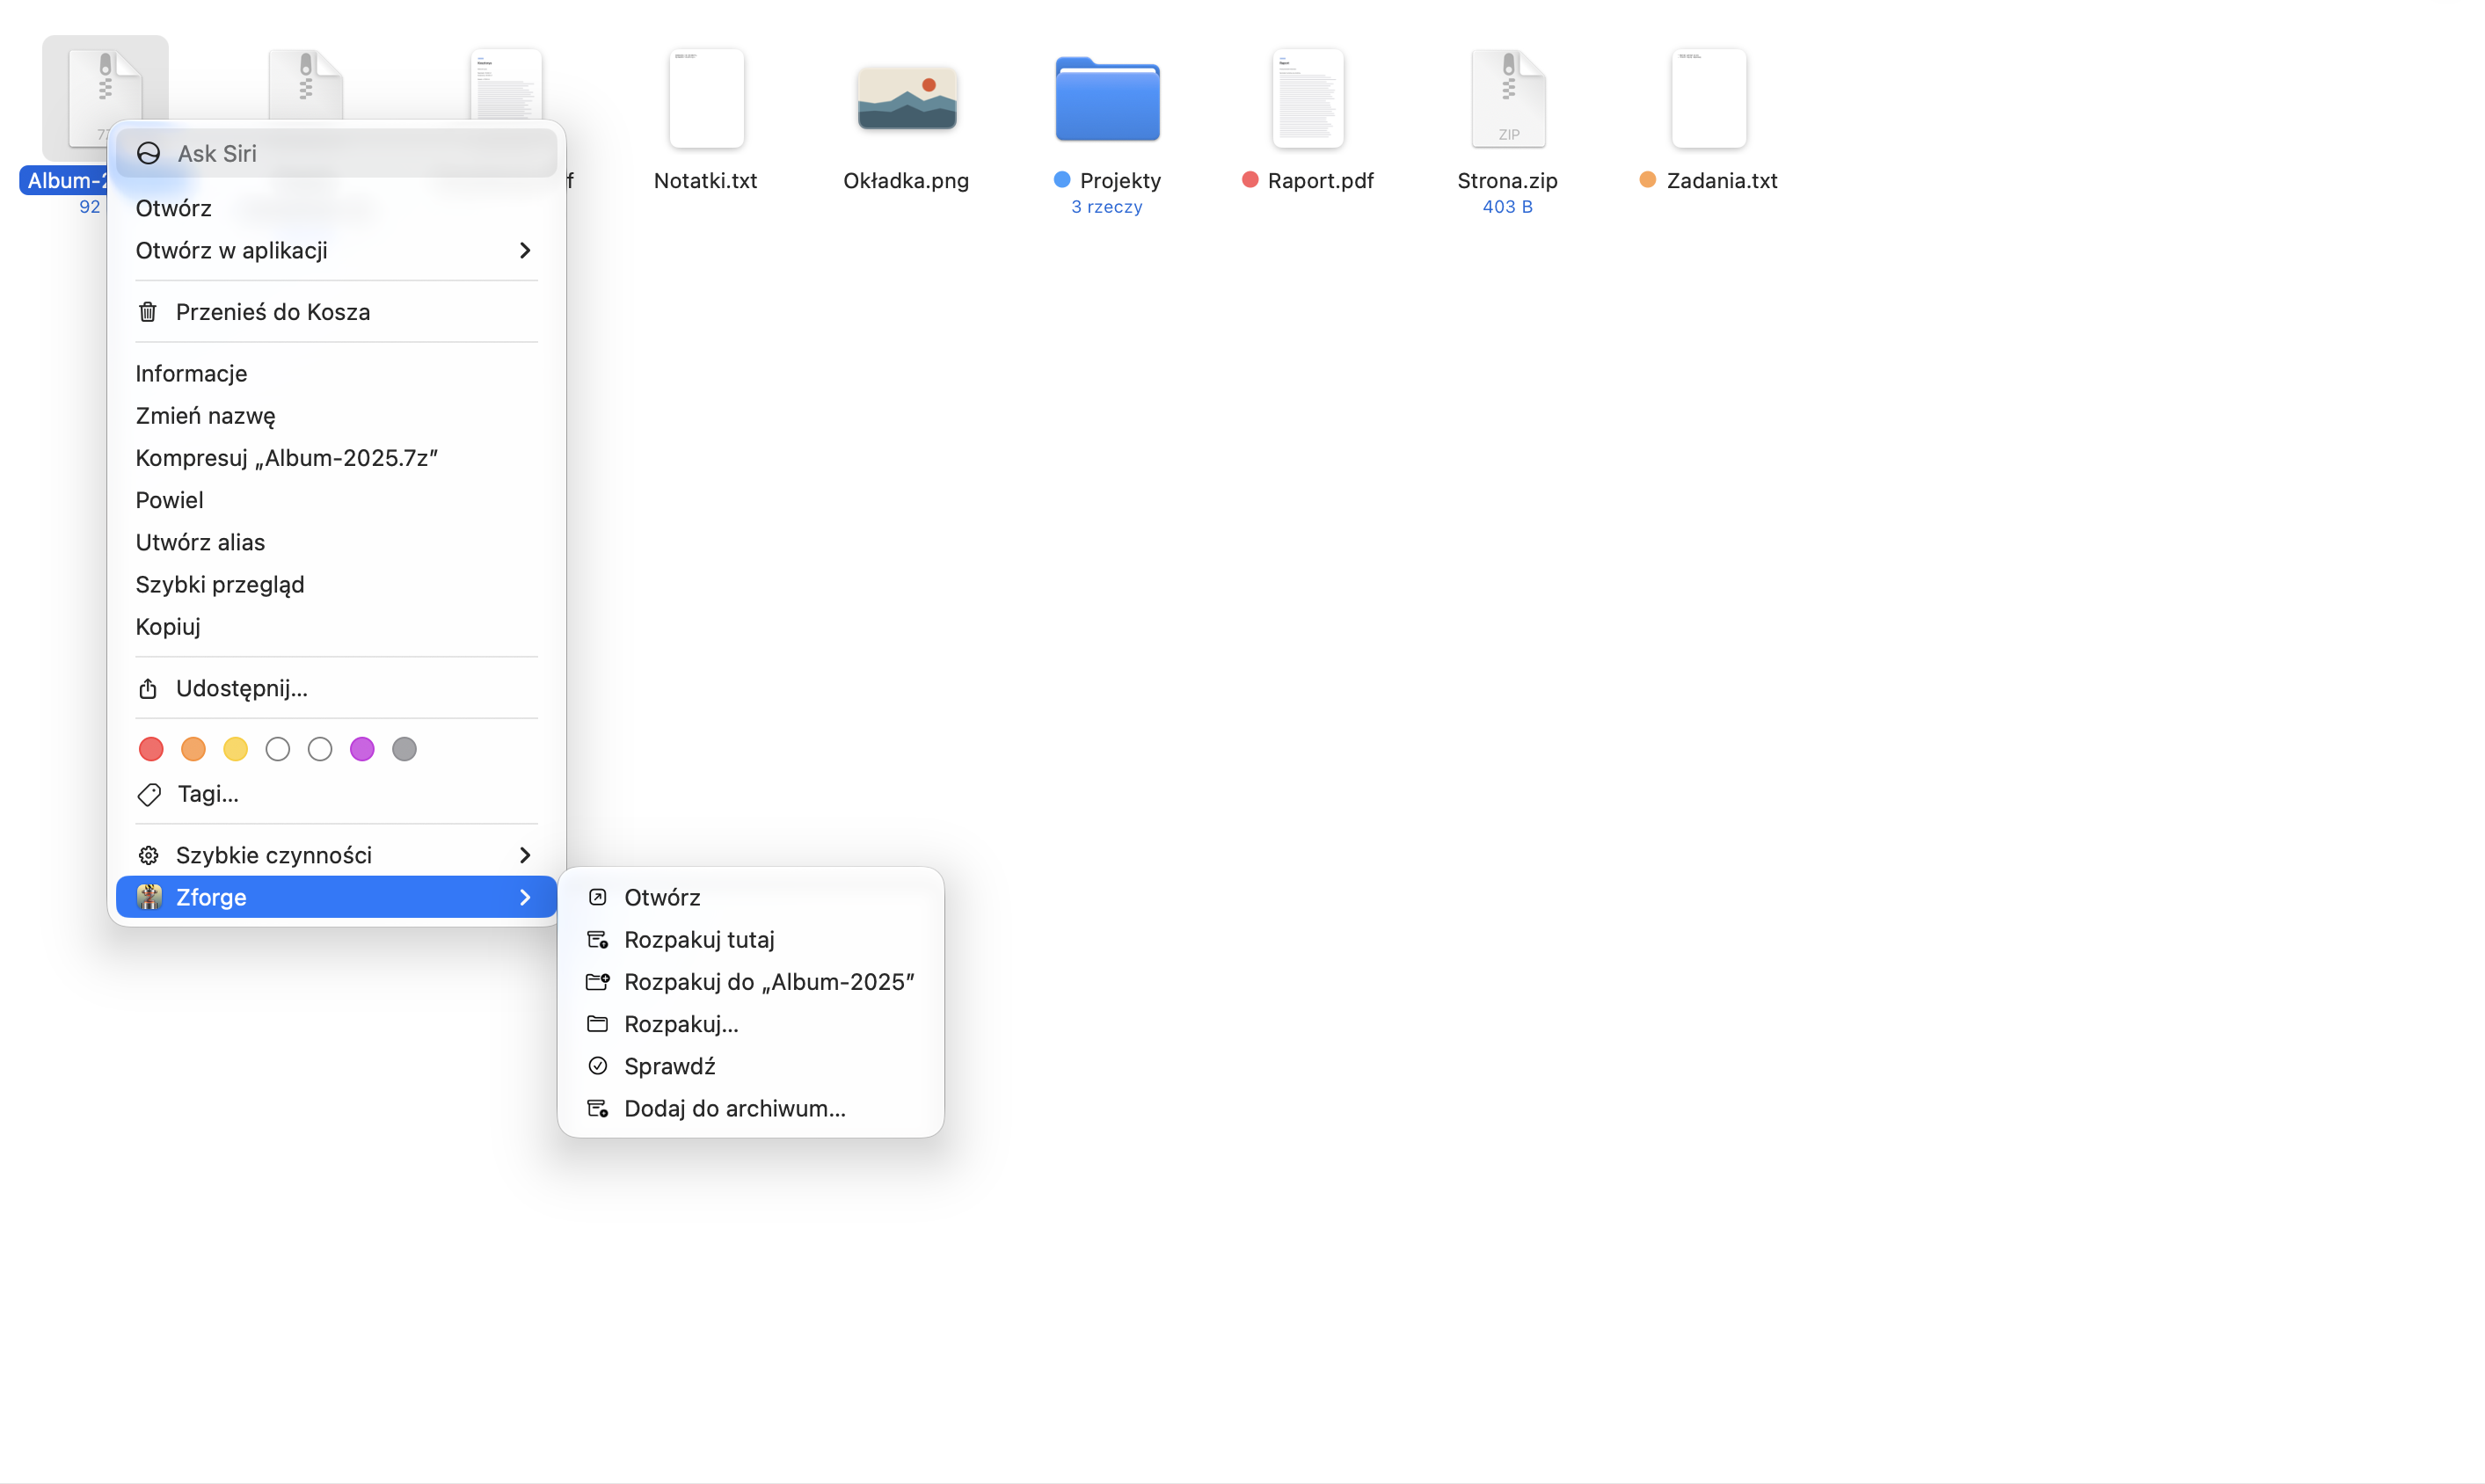 Album-2
92
f
Notatki.txt
Okładka.png
Projekty
3 rzeczy
Raport.pdf
ZIP
Strona.zip
403 B
Zadania.txt
Ask Siri
Otwórz
Otwórz w aplikacji
Przenieś do Kosza
Informacje
Zmień nazwę
Kompresuj „Album-2025.7z”
Powiel
Utwórz alias
Szybki przegląd
Kopiuj
Udostępnij...
Tagi...
Szybkie czynności
Zforge
Otwórz
Rozpakuj tutaj
Rozpakuj do „Album-2025”
Rozpakuj...
Sprawdź
Dodaj do archiwum...